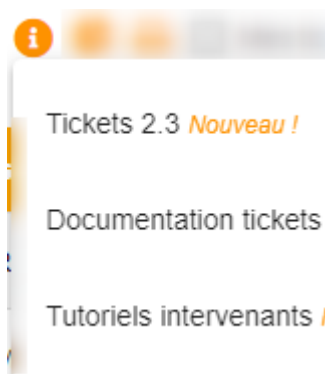 Tickets 2.3 Nouveau !
Documentation tickets
Tutoriels intervenants